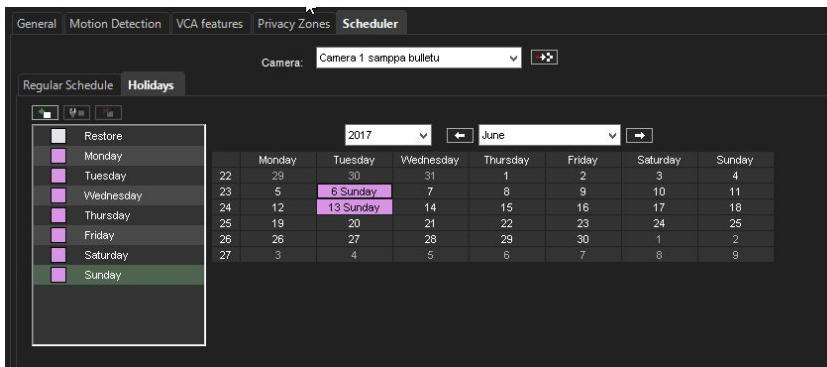 General Motion Detection VCA features Privacy Zones Scheduler
Camera: Camera 1 samppa bulletu
Regular Schedule Holidays
Restore
Monday
Tuesday
Wednesday
Thursday
Friday
Saturday
Sunday
2017 June
Monday Tuesday Wednesday Thursday Friday Saturday Sunday
22 29 30 31 1 2 3 4
23 5 6 Sunday 7 8 9 10 11
24 12 13 Sunday 14 15 16 17 18
25 19 20 21 22 23 24 25
26 26 27 28 29 30 1 2
27 3 4 5 6 7 8 9